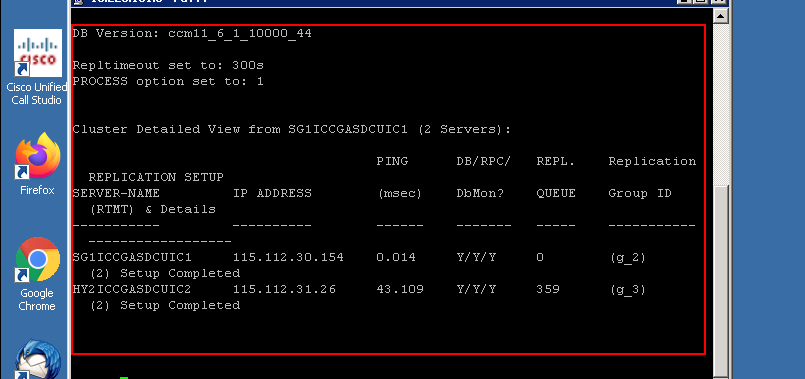 DB Version: ccm11_6_1_10000_44
Repltimeout set to: 300s
PROCESS option set to: 1
Cluster Detailed View from SG1ICCGASDCUIC1 (2 Servers):
PING DB/RPC/ REPL. Replication
REPLICATION SETUP
SERVER-NAME IP ADDRESS (msec) DbMon? QUEUE Group ID
(RTMT) & Details
----------- ---------- ------ ------- ----- -----------
------------------
SG1ICCGASDCUIC1 115.112.30.154 0.014 Y/Y/Y 0 (g_2)
(2) Setup Completed
HY2ICCGASDCUIC2 115.112.31.26 43.109 Y/Y/Y 359 (g_3)
(2) Setup Completed
CISCO
Cisco Unified
Call Studio
Firefox
Google
Chrome